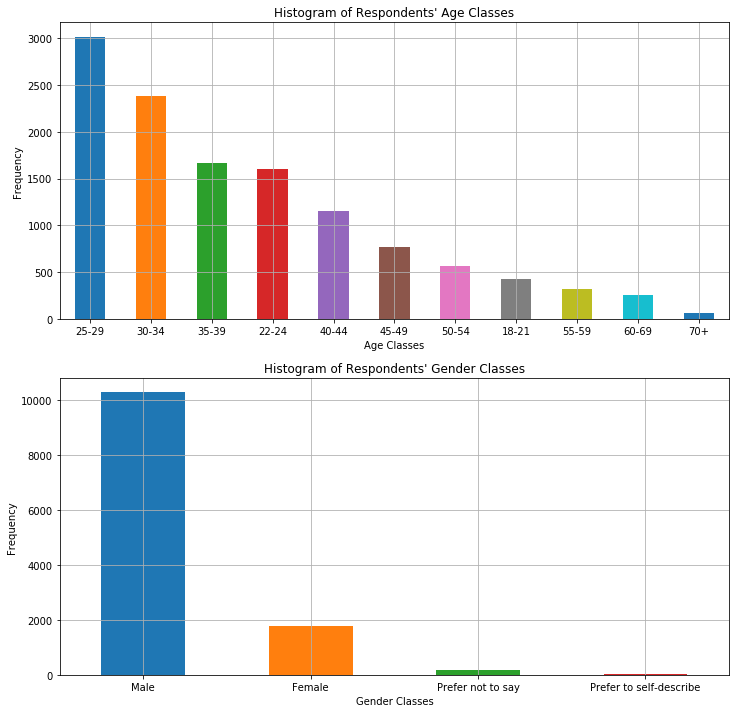 Histogram of Respondents' Age Classes
3000
2500
2000
1500
1000
500
0
Frequency
25-29 30-34 35-39 22-24 40-44 45-49 50-54 18-21 55-59 60-69 70+
Age Classes
Histogram of Respondents' Gender Classes
10000
8000
6000
4000
2000
0
Frequency
Male Female Prefer not to say Prefer to self-describe
Gender Classes